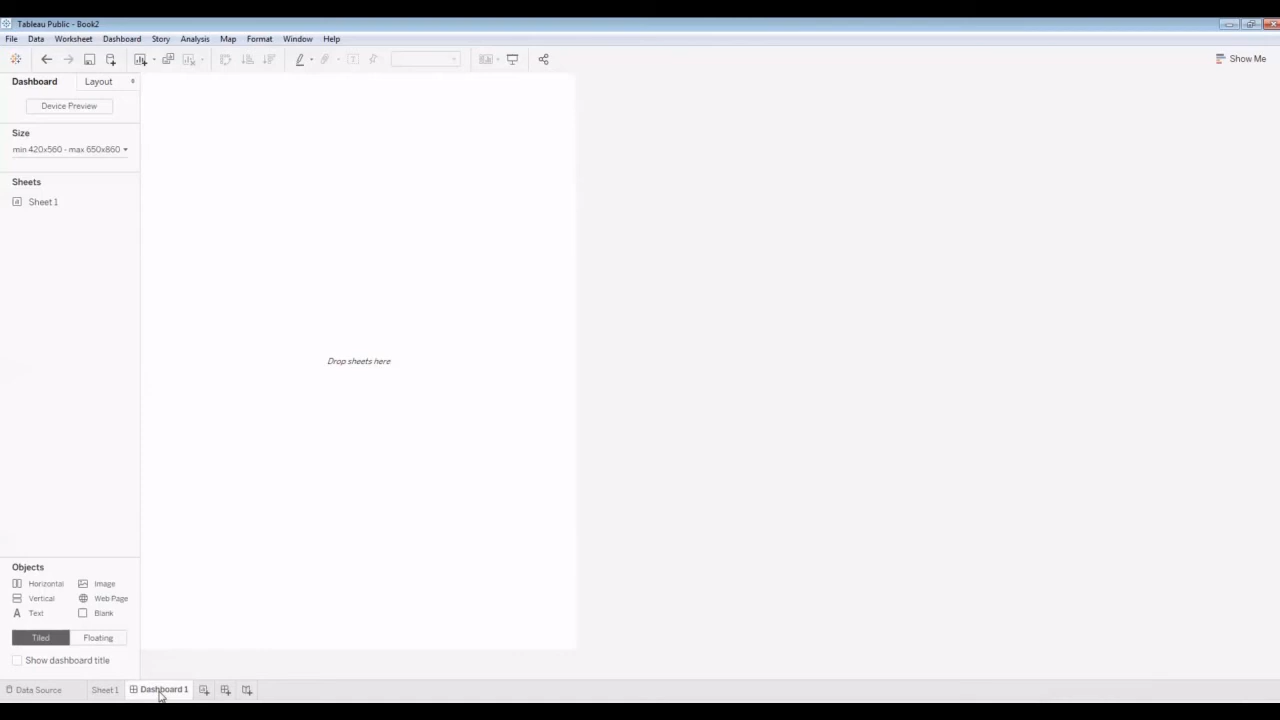 Tableau Public - Book2
File Data Worksheet Dashboard Story Analysis Map Format Window Help
Show Me
Dashboard Layout
Device Preview
Size
min 420x560 - max 650x860
Sheets
Sheet 1
Drop sheets here
Objects
Horizontal Image
Vertical Web Page
Text Blank
Tiled Floating
Show dashboard title
Data Source Sheet 1 Dashboard 1